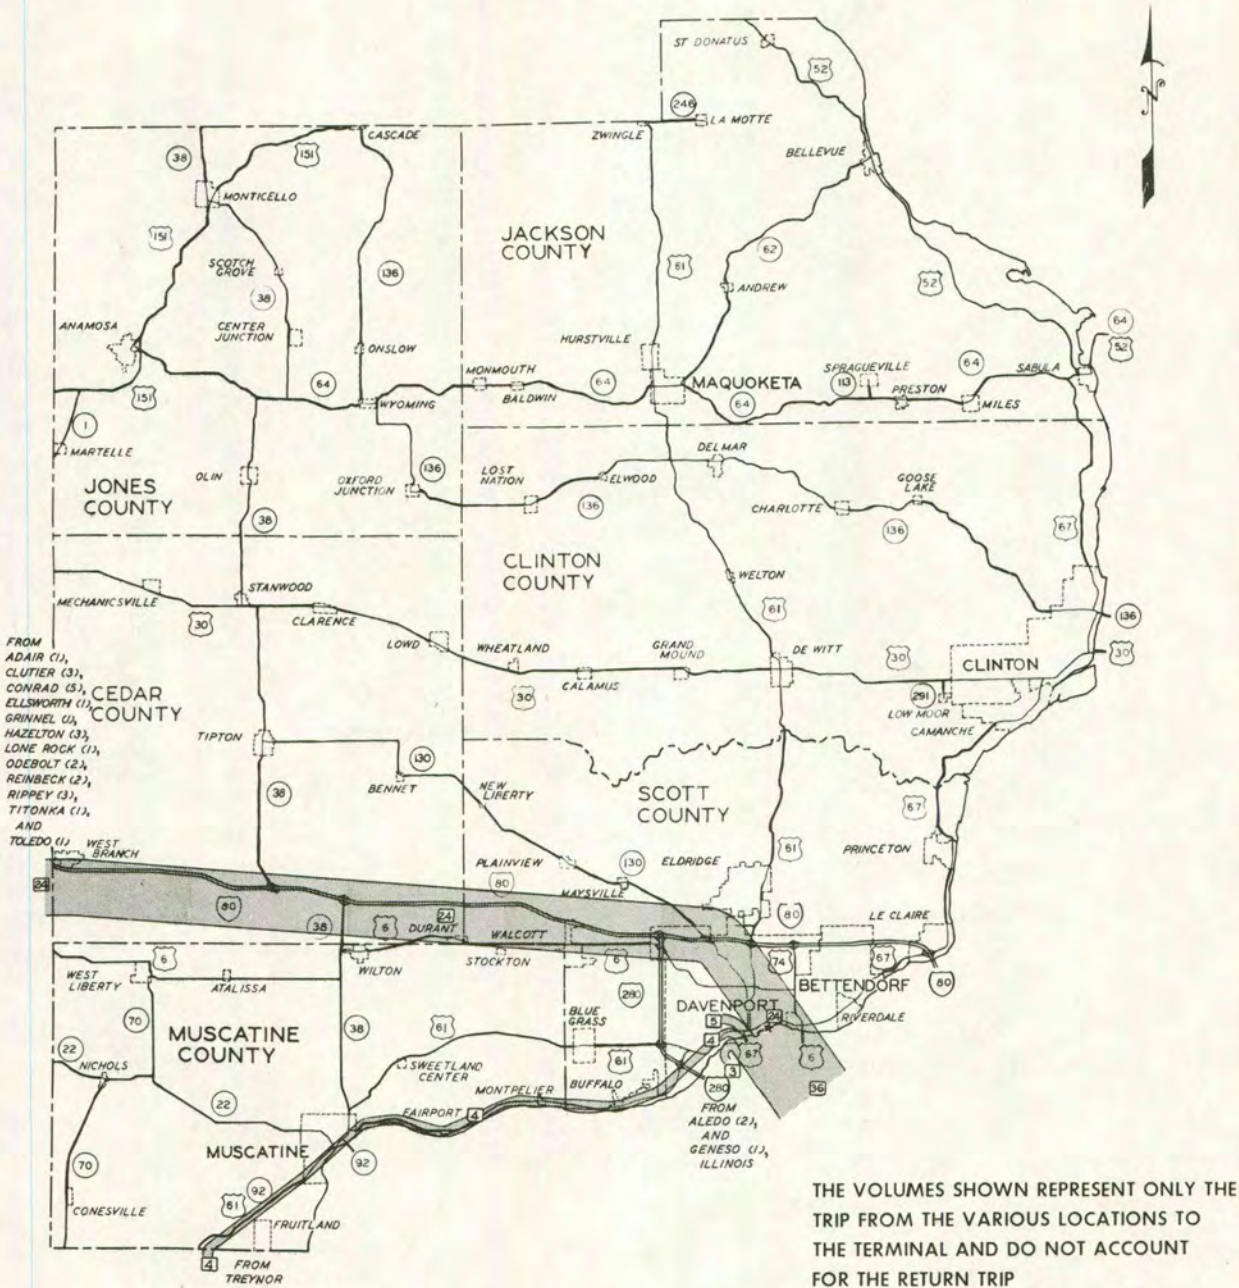 ST DONATUS
52
246
LA MOTTE
ZWINGLE
CASCADE
38
151
BELLEVUE
MONTICELLO
JACKSON
COUNTY
151
62
SCOTCH
GROVE
136
61
52
38
ANDREW
64
ANAMOSA
CENTER
JUNCTION
HURSTVILLE
52
ONSLOW
MONMOUTH
SPRAGUEVILLE
64
SABULA
64
64
MAQUOKETA
113
PRESTON
151
WYOMING
BALDWIN
64
MILES
1
MARTELLE
DELMAR
OLIN
136
LOST
NATION
ELWOOD
GOOSE
LAKE
JONES
COUNTY
OXFORD
JUNCTION
136
CHARLOTTE
136
38
67
CLINTON
COUNTY
WELTON
STANWOOD
MECHANICSVILLE
61
136
30
CLARENCE
LOWD
WHEATLAND
GRAND
MOUND
DE WITT
30
30
CLINTON
FROM
ADAIR (1),
CLUTIER (3),
CONRAD (5),
ELLSWORTH (1),
GRINNEL (1),
HAZELTON (3),
LONE ROCK (1),
ODEBOLT (2),
REINBECK (2),
RIPPEY (3),
TITONKA (1),
AND
TOLEDO (1)
CEDAR
COUNTY
30
CALAMUS
291
LOW MOOR
CAMANCHE
TIPTON
130
BENNET
38
NEW
LIBERTY
SCOTT
COUNTY
67
WEST
BRANCH
PLAINVIEW
130
ELDRIDGE
61
PRINCETON
24
80
80
MAYSVILLE
24
80
LE CLAIRE
38
6
DURANT
WALCOTT
6
WILTON
STOCKTON
6
74
67
80
WEST
LIBERTY
ATALISSA
280
BETTENDORF
DAVENPORT
24
RIVERDALE
70
MUSCATINE
COUNTY
38
61
BLUE
GRASS
5
4
22
61
67
6
NICHOLS
SWEETLAND
CENTER
3
36
MONTPELIER
BUFFALO
280
22
FAIRPORT
4
FROM
ALEDO (2),
AND
GENESO (1),
ILLINOIS
70
MUSCATINE
92
92
61
CONESVILLE
FRUITLAND
4
FROM
TREYNOR
THE VOLUMES SHOWN REPRESENT ONLY THE
TRIP FROM THE VARIOUS LOCATIONS TO
THE TERMINAL AND DO NOT ACCOUNT
FOR THE RETURN TRIP